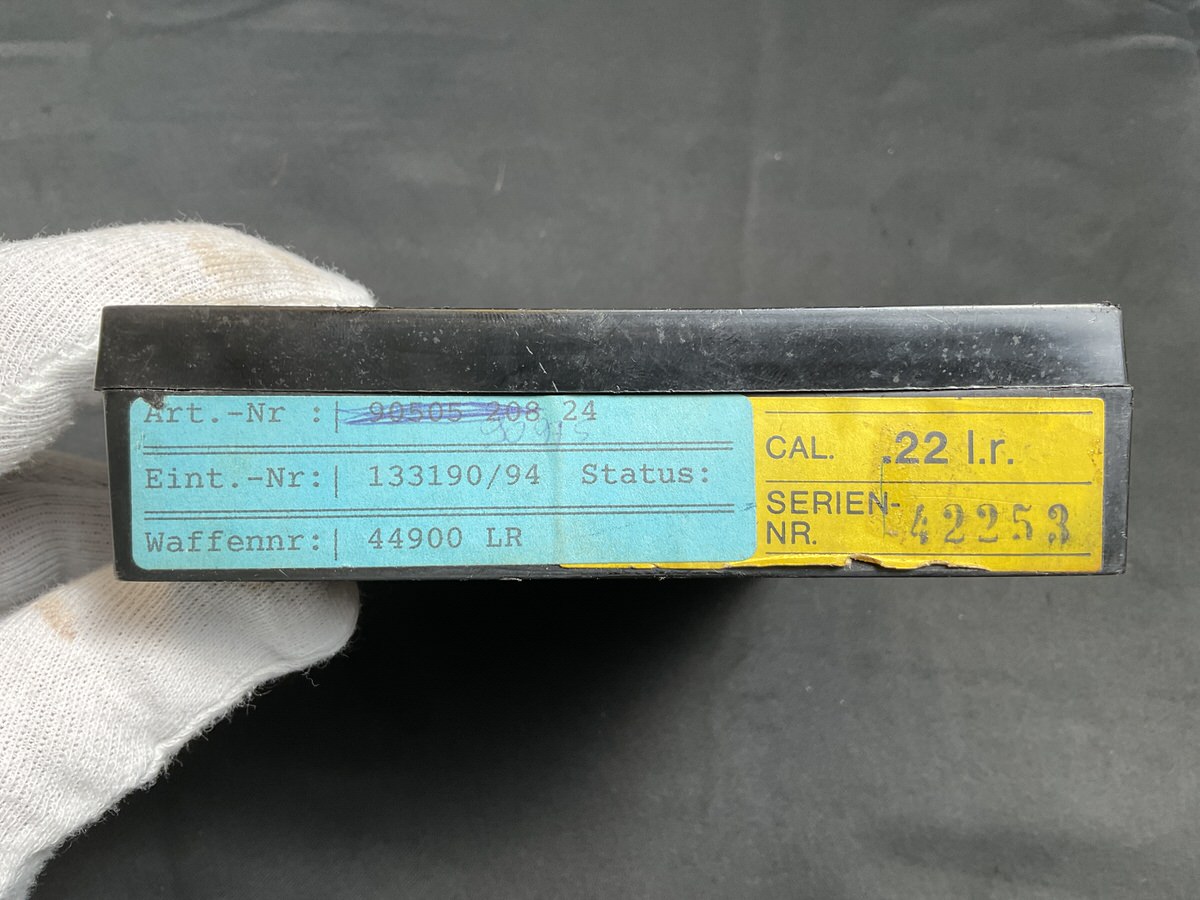 Art.-Nr :| 90505 208 24
Eint.-Nr:| 133190/94 Status:
Waffennr:| 44900 LR
CAL. .22 l.r.
SERIEN-
NR. 42253